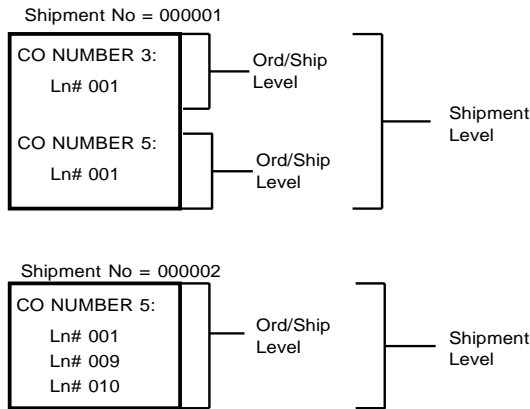 Shipment No = 000001
CO NUMBER 3:
Ln# 001
Ord/Ship
Level
CO NUMBER 5:
Ln# 001
Ord/Ship
Level
Shipment
Level
Shipment No = 000002
CO NUMBER 5:
Ln# 001
Ln# 009
Ln# 010
Ord/Ship
Level
Shipment
Level